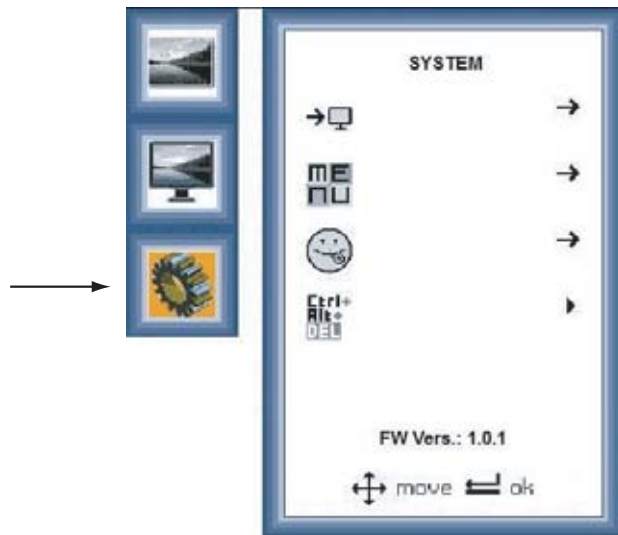 SYSTEM
ME
NU
Ctrl+
Alt+
DEL
FW Vers.: 1.0.1
move ok